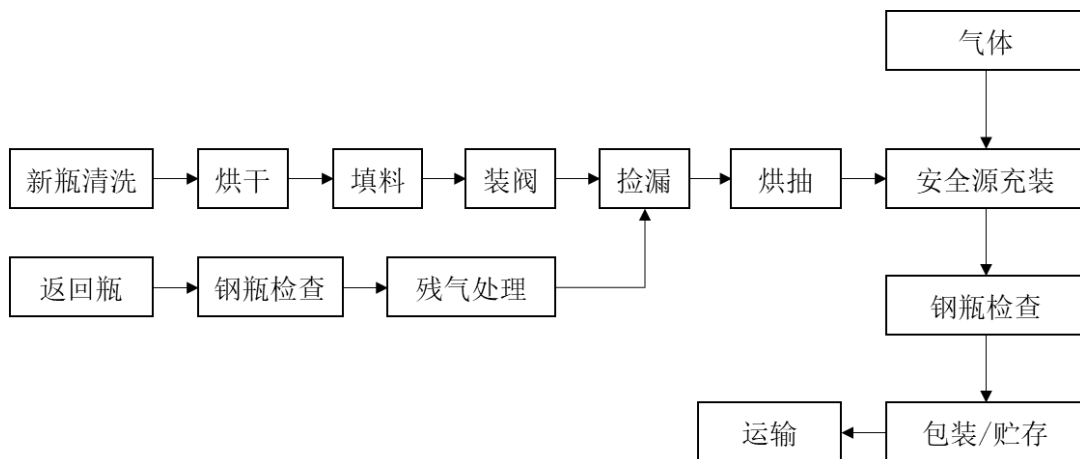 气体
新瓶清洗
烘干
填料
装阀
捡漏
烘抽
安全源充装
返回瓶
钢瓶检查
残气处理
钢瓶检查
运输
包装/贮存